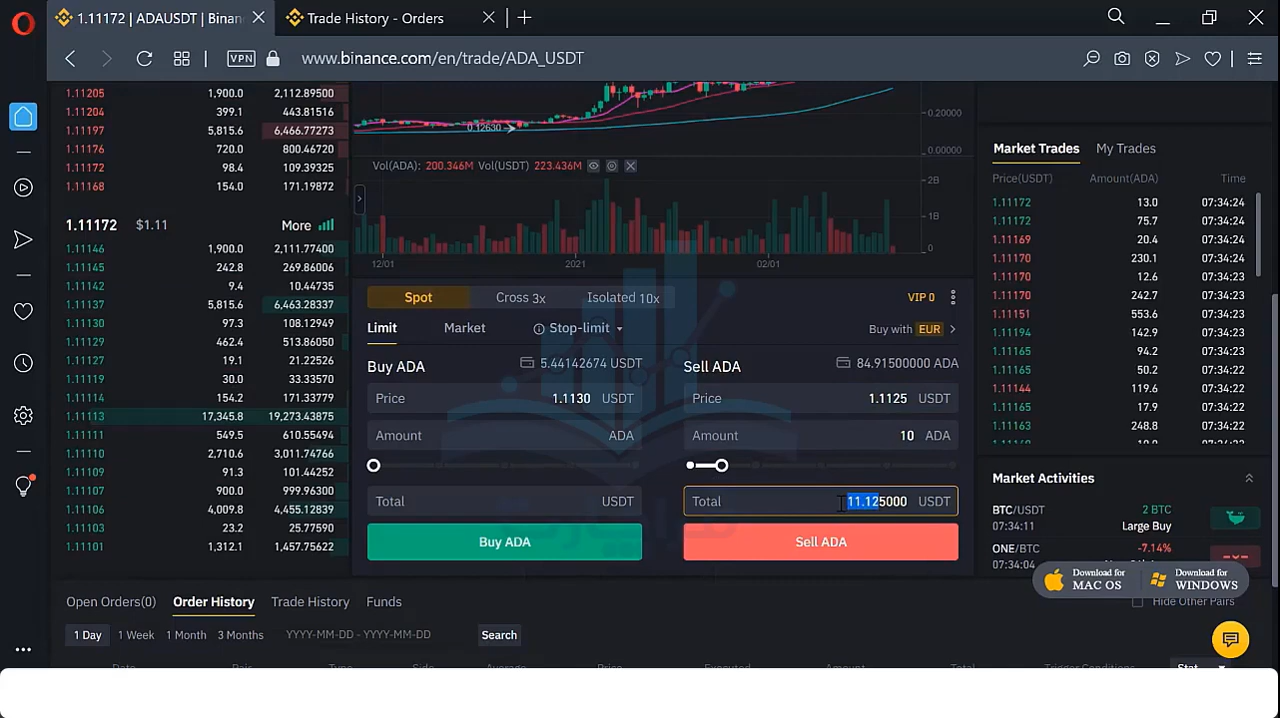 1.11172 | ADAUSDT | Binan
Trade History - Orders
VPN
www.binance.com/en/trade/ADA_USDT
1.11205 1,900.0 2,112.89500
1.11204 399.1 443.81516
1.11197 5,815.6 6,466.77273
1.11176 720.0 800.46720
1.11172 98.4 109.39325
1.11168 154.0 171.19872
1.11172 $1.11 More
1.11146 1,900.0 2,111.77400
1.11145 242.8 269.86006
1.11142 9.4 10.44735
1.11137 5,815.6 6,463.28337
1.11130 97.3 108.12949
1.11129 462.4 513.86050
1.11127 19.1 21.22526
1.11119 30.0 33.33570
1.11114 154.2 171.33779
1.11113 17,345.8 19,273.43875
1.11111 549.5 610.55494
1.11110 2,710.6 3,011.74766
1.11109 91.3 101.44252
1.11107 900.0 999.96300
1.11106 4,009.8 4,455.12839
1.11103 23.2 25.77590
1.11101 1,312.1 1,457.75622
0.20000
0.12630
0.00000
Vol(ADA): 200.346M Vol(USDT) 223.436M
2B
1B
0
12/01 2021 02/01
Spot Cross 3x Isolated 10x VIP 0
Limit Market Stop-limit Buy with EUR
Buy ADA 5.44142674 USDT
Price 1.1130 USDT
Amount ADA
Total USDT
Buy ADA
Sell ADA 84.91500000 ADA
Price 1.1125 USDT
Amount 10 ADA
Total 11.125000 USDT
Sell ADA
Market Trades My Trades
Price(USDT) Amount(ADA) Time
1.11172 13.0 07:34:24
1.11172 75.7 07:34:24
1.11169 20.4 07:34:24
1.11170 230.1 07:34:24
1.11170 12.6 07:34:23
1.11170 242.7 07:34:23
1.11151 553.6 07:34:23
1.11194 142.9 07:34:23
1.11165 94.2 07:34:22
1.11165 50.2 07:34:22
1.11144 119.6 07:34:22
1.11165 17.9 07:34:22
1.11163 248.8 07:34:22
Market Activities
BTC/USDT 2 BTC
07:34:11 Large Buy
ONE/BTC -7.14%
07:34:04
Download for MAC OS
Download for WINDOWS
Hide Other Pairs
Open Orders(0) Order History Trade History Funds
1 Day 1 Week 1 Month 3 Months YYYY-MM-DD - YYYY-MM-DD Search